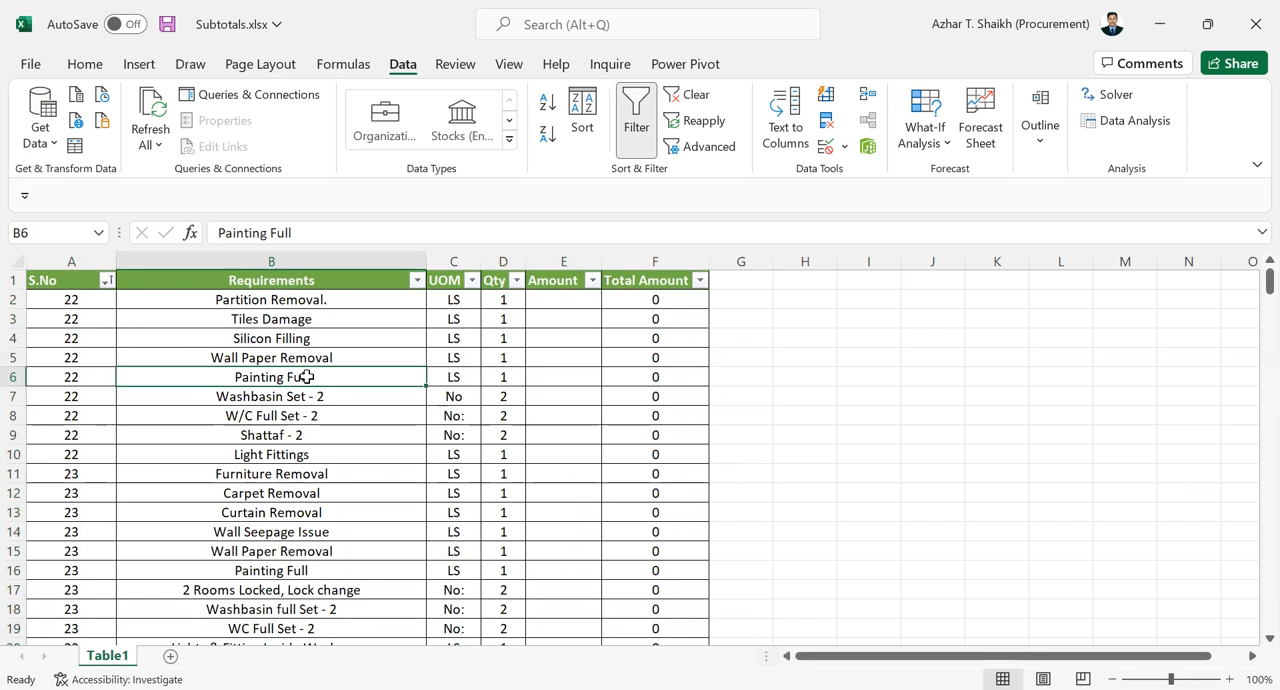 AutoSave Off Subtotals.xlsx Search (Alt+Q) Azhar T. Shaikh (Procurement)
File Home Insert Draw Page Layout Formulas Data Review View Help Inquire Power Pivot Comments Share
Get Data
Refresh All
Queries & Connections
Properties
Edit Links
Organizati... Stocks (En...
Sort
Filter
Clear
Reapply
Advanced
Text to Columns
What-If Analysis
Forecast Sheet
Outline
Solver
Data Analysis
Get & Transform Data Queries & Connections Data Types Sort & Filter Data Tools Forecast Analysis
B6 fx Painting Full
A B C D E F G H I J K L M N O
1 S.No Requirements UOM Qty Amount Total Amount
2 22 Partition Removal. LS 1 0
3 22 Tiles Damage LS 1 0
4 22 Silicon Filling LS 1 0
5 22 Wall Paper Removal LS 1 0
6 22 Painting Full LS 1 0
7 22 Washbasin Set - 2 No 2 0
8 22 W/C Full Set - 2 No: 2 0
9 22 Shattaf - 2 No: 2 0
10 22 Light Fittings LS 1 0
11 23 Furniture Removal LS 1 0
12 23 Carpet Removal LS 1 0
13 23 Curtain Removal LS 1 0
14 23 Wall Seepage Issue LS 1 0
15 23 Wall Paper Removal LS 1 0
16 23 Painting Full LS 1 0
17 23 2 Rooms Locked, Lock change No: 2 0
18 23 Washbasin full Set - 2 No: 2 0
19 23 WC Full Set - 2 No: 2 0
Table1
Ready Accessibility: Investigate 100%